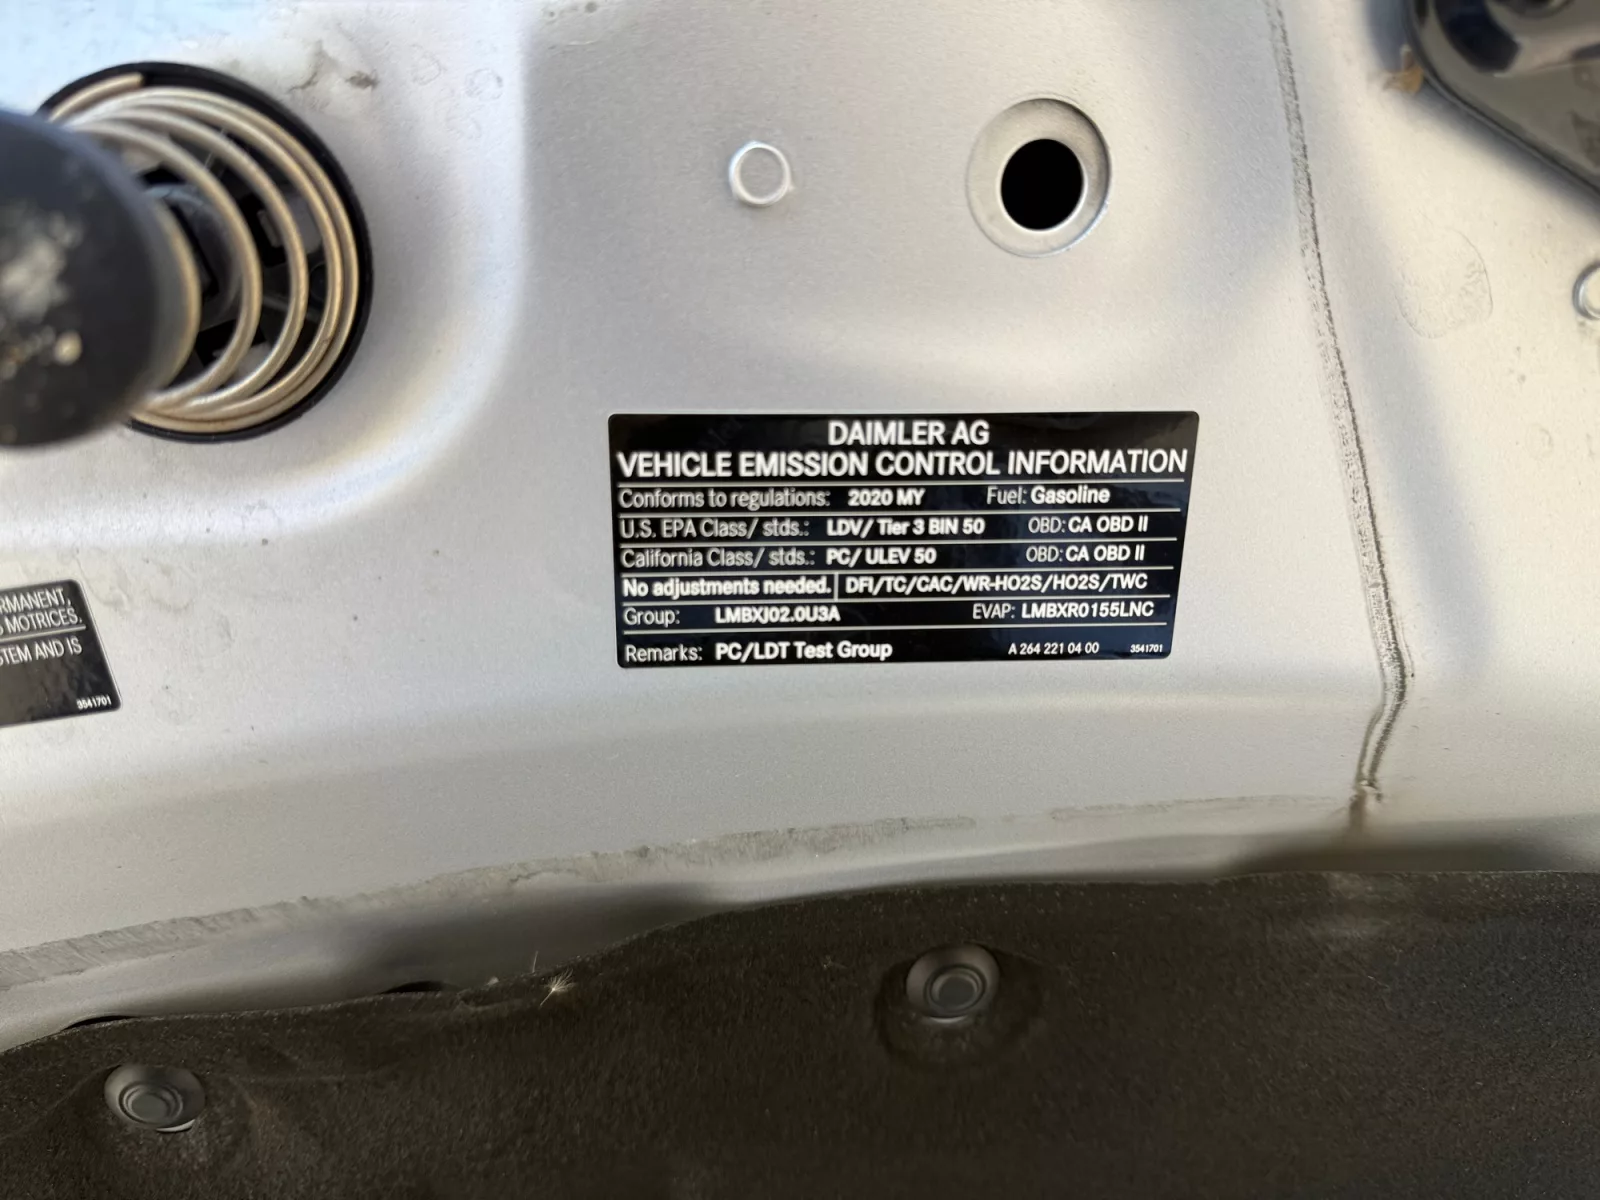 DAIMLER AG
VEHICLE EMISSION CONTROL INFORMATION
Conforms to regulations: 2020 MY Fuel: Gasoline
U.S. EPA Class/ stds.: LDV/ Tier 3 BIN 50 OBD: CA OBD II
California Class/ stds.: PC/ ULEV 50 OBD: CA OBD II
No adjustments needed. DFI/TC/CAC/WR-HO2S/HO2S/TWC
Group: LMBXJ02.0U3A EVAP: LMBXR0155LNC
Remarks: PC/LDT Test Group A 264 221 04 00 3541701
RMANENT,
S MOTRICES.
STEM AND IS
3541701